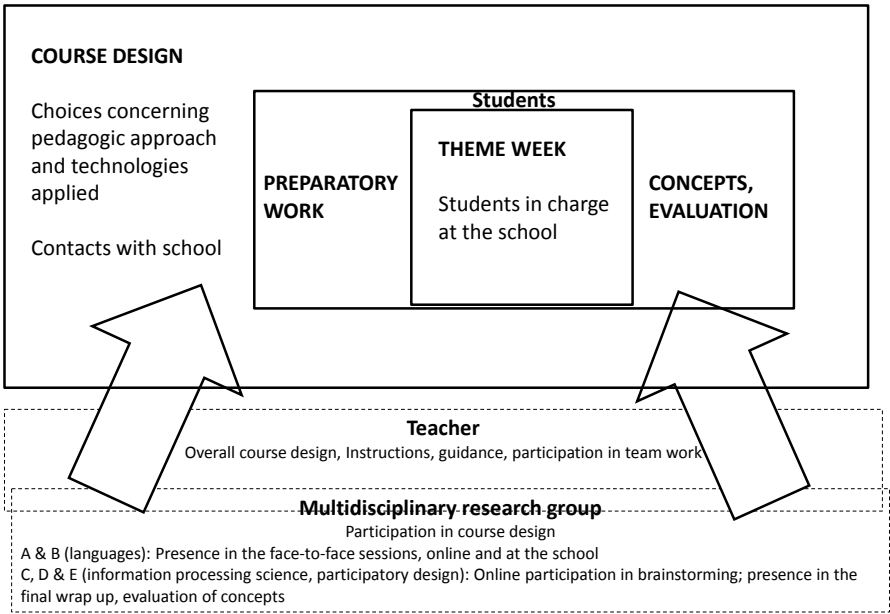 COURSE DESIGN
Choices concerning
pedagogic approach
and technologies
applied
Contacts with school
Students
PREPARATORY
WORK
THEME WEEK
Students in charge
at the school
CONCEPTS,
EVALUATION
Teacher
Overall course design, Instructions, guidance, participation in team work
Multidisciplinary research group
Participation in course design
A & B (languages): Presence in the face-to-face sessions, online and at the school
C, D & E (information processing science, participatory design): Online participation in brainstorming; presence in the
final wrap up, evaluation of concepts